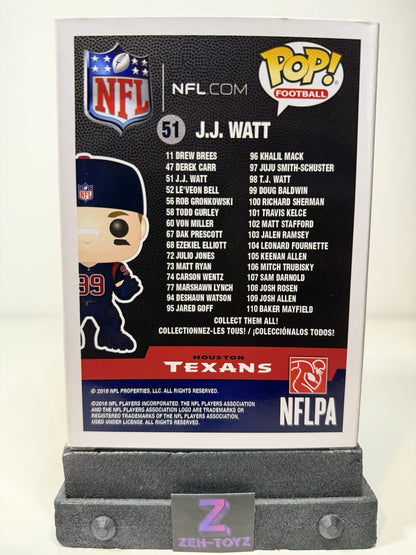 NFL
NFL.COM
POP!
FOOTBALL
51 J.J. WATT
11 DREW BREES
47 DEREK CARR
51 J.J. WATT
52 LE'VEON BELL
56 ROB GRONKOWSKI
58 TODD GURLEY
60 VON MILLER
67 DAK PRESCOTT
68 EZEKIEL ELLIOTT
72 JULIO JONES
73 MATT RYAN
74 CARSON WENTZ
77 MARSHAWN LYNCH
94 DESHAUN WATSON
95 JARED GOFF
96 KHALIL MACK
97 JUJU SMITH-SCHUSTER
98 T.J. WATT
99 DOUG BALDWIN
100 RICHARD SHERMAN
101 TRAVIS KELCE
102 MATT STAFFORD
103 JALEN RAMSEY
104 LEONARD FOURNETTE
105 KEENAN ALLEN
106 MITCH TRUBISKY
107 SAM DARNOLD
108 JOSH ROSEN
109 JOSH ALLEN
110 BAKER MAYFIELD
COLLECT THEM ALL!
COLLECTIONNEZ-LES TOUS! / ¡COLECCIÓNALOS TODOS!
NFL
99
HOUSTON
TEXANS
© 2018 NFL PROPERTIES, LLC. ALL RIGHTS RESERVED.
©2018 NFL PLAYERS INCORPORATED. THE NFL PLAYERS ASSOCIATION
AND THE NFL PLAYERS ASSOCIATION LOGO ARE TRADEMARKS OR
REGISTERED TRADEMARKS OF THE NFL PLAYERS ASSOCIATION,
USED UNDER LICENSE. ALL RIGHTS RESERVED.
NFLPA
Z
ZEH-TOYZ